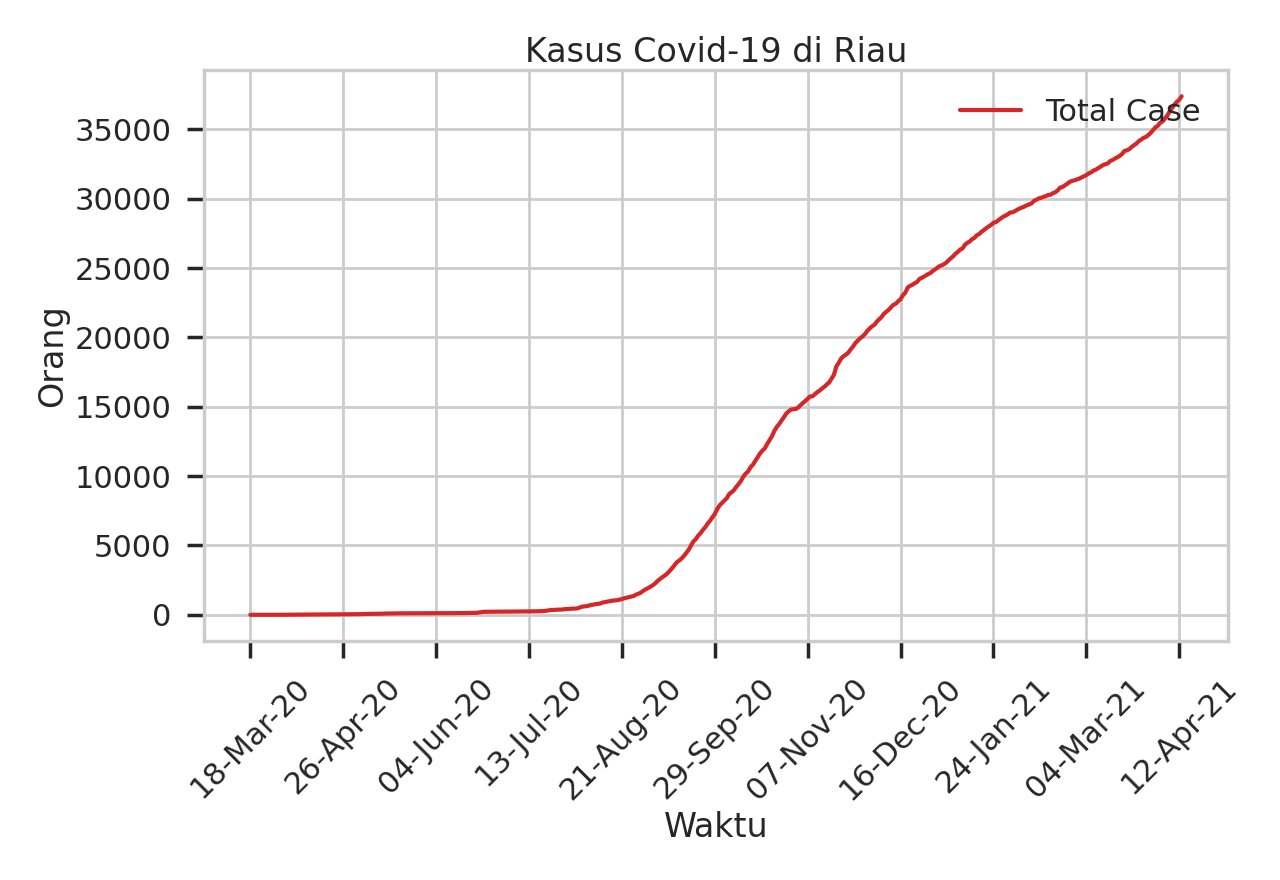 Kasus Covid-19 di Riau
Total Case
35000
30000
25000
20000
15000
10000
5000
0
Orang
18-Mar-20
26-Apr-20
04-Jun-20
13-Jul-20
21-Aug-20
29-Sep-20
07-Nov-20
16-Dec-20
24-Jan-21
04-Mar-21
12-Apr-21
Waktu